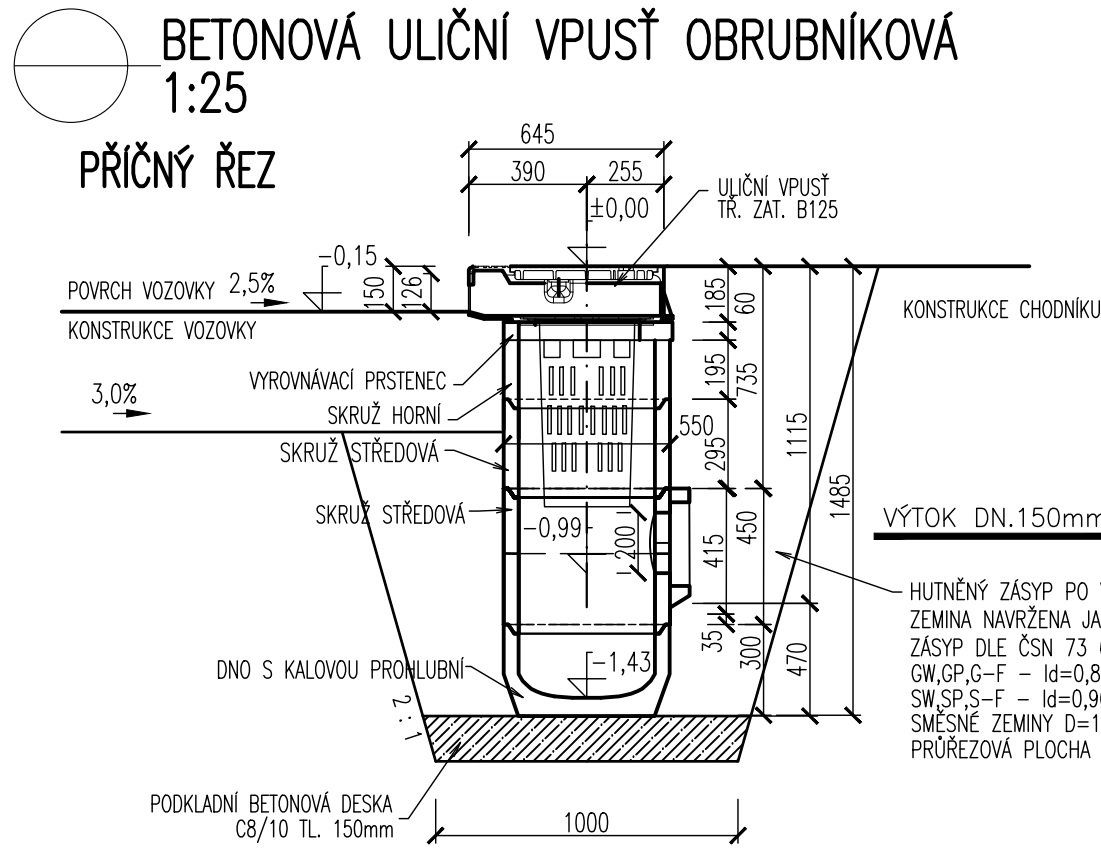 BETONOVÁ ULIČNÍ VPUSŤ OBRUBNÍKOVÁ
1:25
PŘÍČNÝ ŘEZ
645
390
255
±0,00
ULIČNÍ VPUSŤ
TŘ. ZAT. B125
-0,15
POVRCH VOZOVKY 2,5%
150
126
KONSTRUKCE VOZOVKY
185
60
KONSTRUKCE CHODNÍKU
VYROVNÁVACÍ PRSTENEC
3,0%
SKRUŽ HORNÍ
195
735
SKRUŽ STŘEDOVÁ
550
295
1115
1485
SKRUŽ STŘEDOVÁ
-0,99
200
415
450
VÝTOK DN.150mm
HUTNĚNÝ ZÁSYP PO
ZEMINA NAVRŽENA JA
ZÁSYP DLE ČSN 73
GW,GP,G-F - Id=0,8
SW,SP,S-F - Id=0,9
SMĚSNÉ ZEMINY D=1
PRŮŘEZOVÁ PLOCHA
35
300
470
DNO S KALOVOU PROHLUBNÍ
-1,43
2:1
PODKLADNÍ BETONOVÁ DESKA
C8/10 TL. 150mm
1000